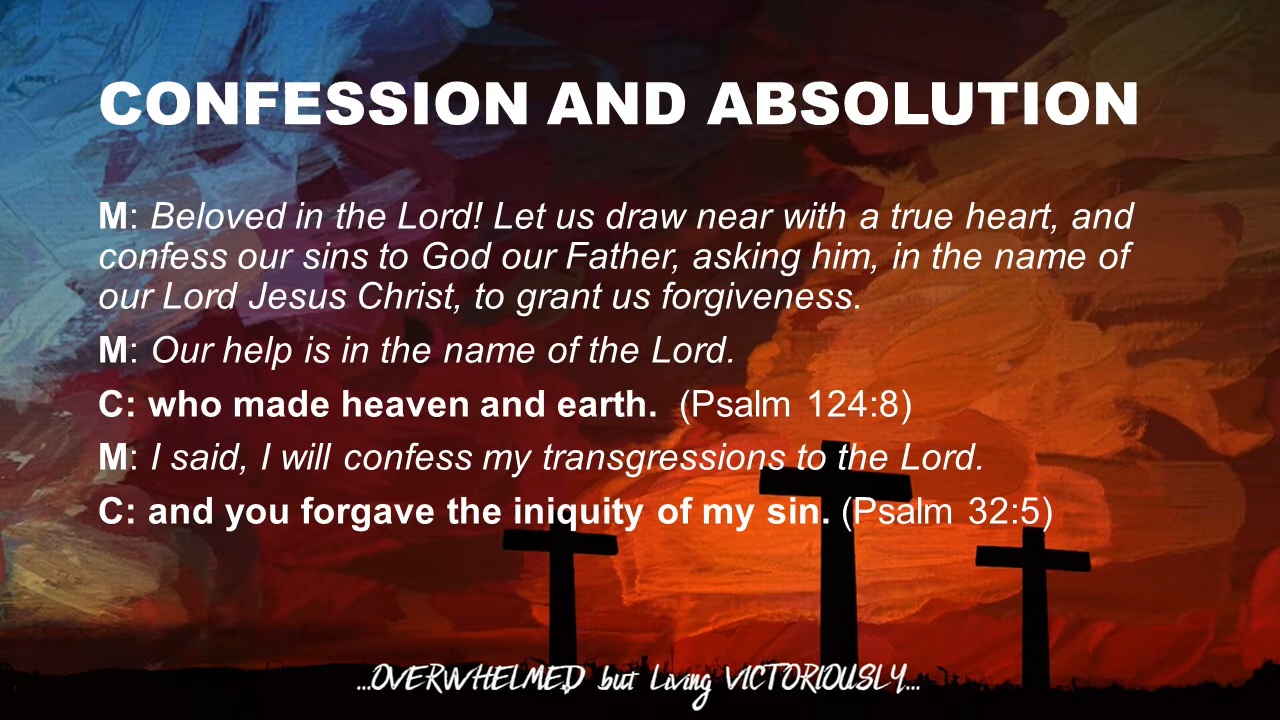 CONFESSION AND ABSOLUTION
M: Beloved in the Lord! Let us draw near with a true heart, and
confess our sins to God our Father, asking him, in the name of
our Lord Jesus Christ, to grant us forgiveness.
M: Our help is in the name of the Lord.
C: who made heaven and earth. (Psalm 124:8)
M: I said, I will confess my transgressions to the Lord.
C: and you forgave the iniquity of my sin. (Psalm 32:5)
...OVERWHELMED but Living VICTORIOUSLY...